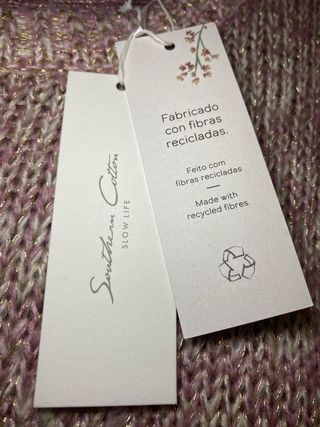 Southern Cotton
SLOW LIFE
Fabricado
con fibras
recicladas.
Feito com
fibras recicladas
Made with
recycled fibres.